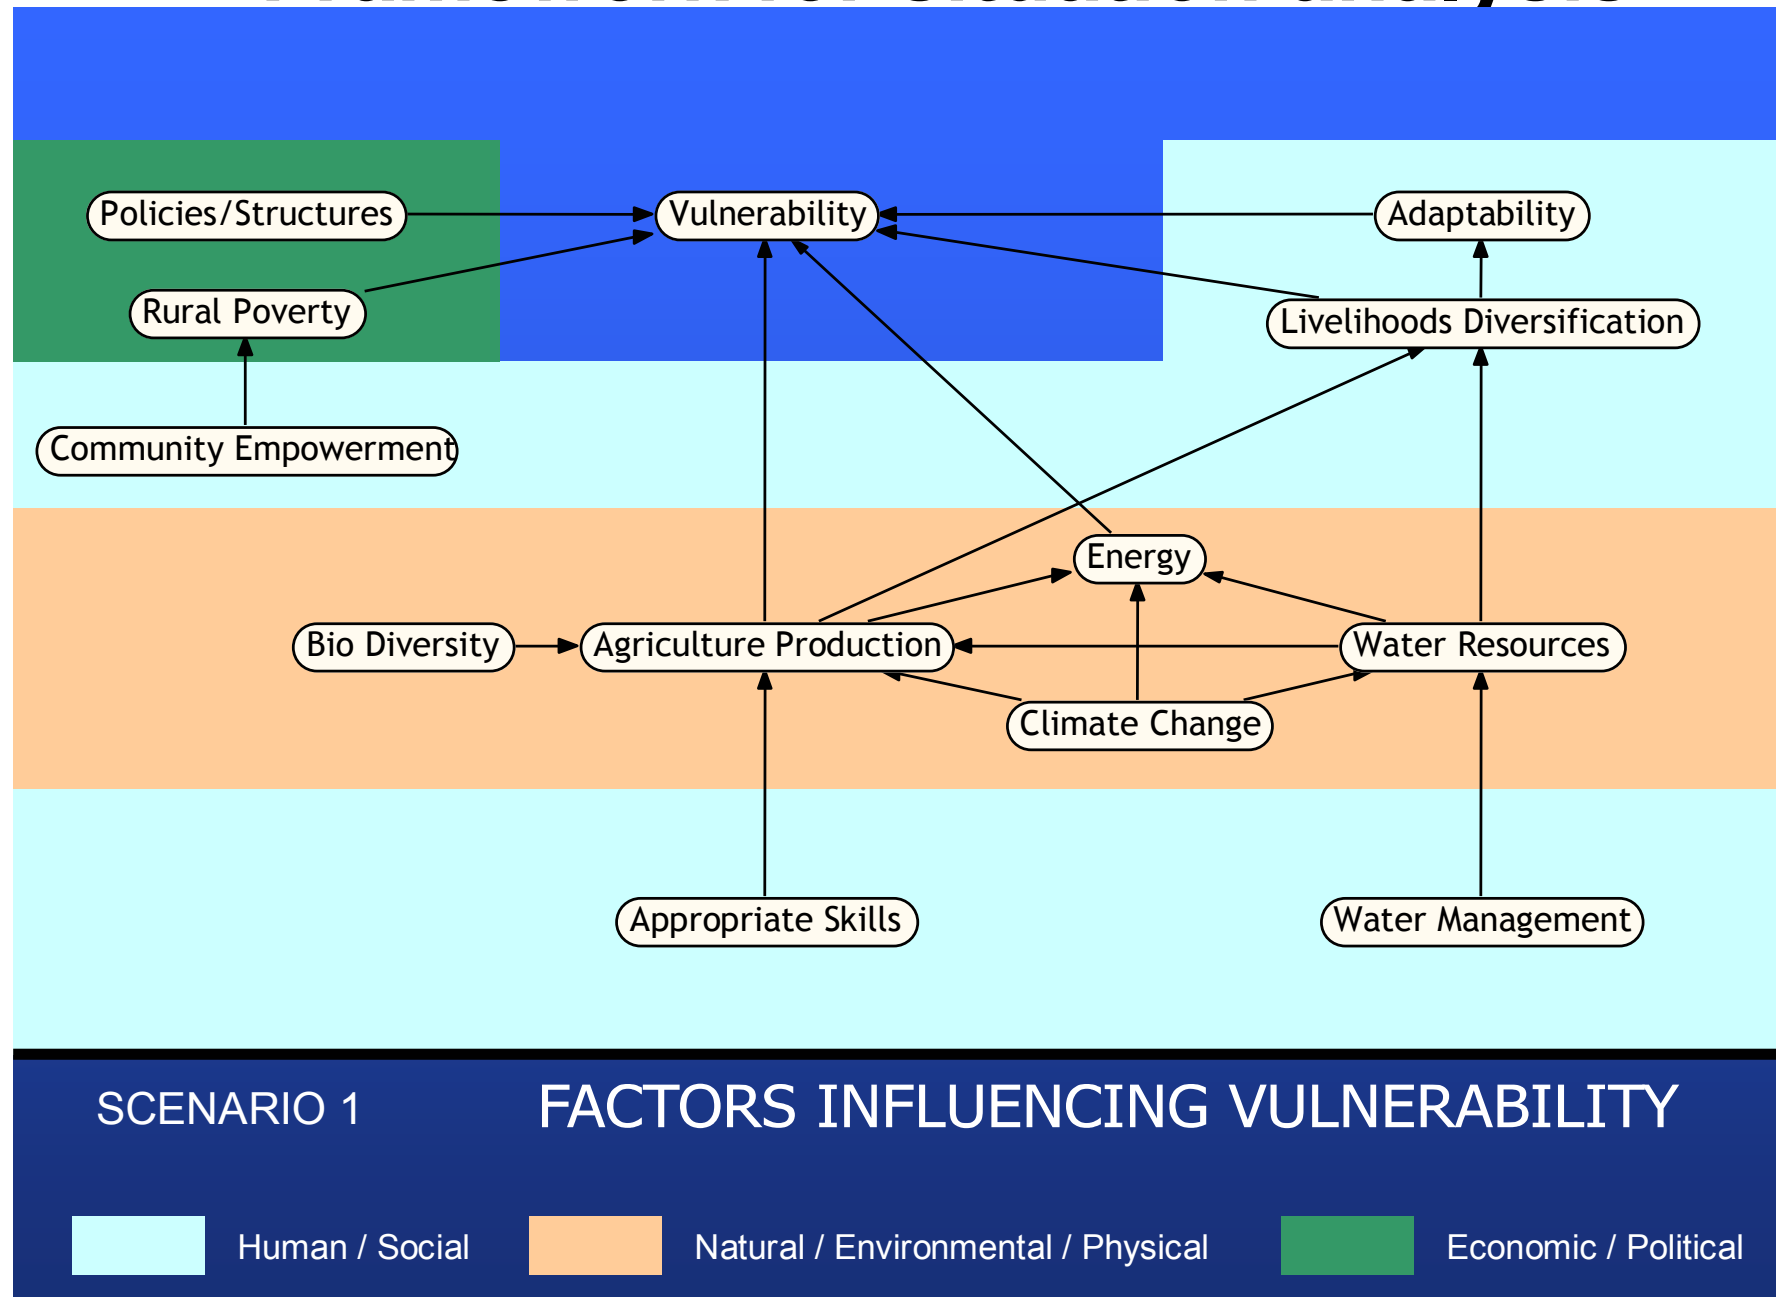 Policies/Structures
Vulnerability
Adaptability
Rural Poverty
Livelihoods Diversification
Community Empowerment
Energy
Bio Diversity
Agriculture Production
Water Resources
Climate Change
Appropriate Skills
Water Management
SCENARIO 1
FACTORS INFLUENCING VULNERABILITY
Human / Social
Natural / Environmental / Physical
Economic / Political